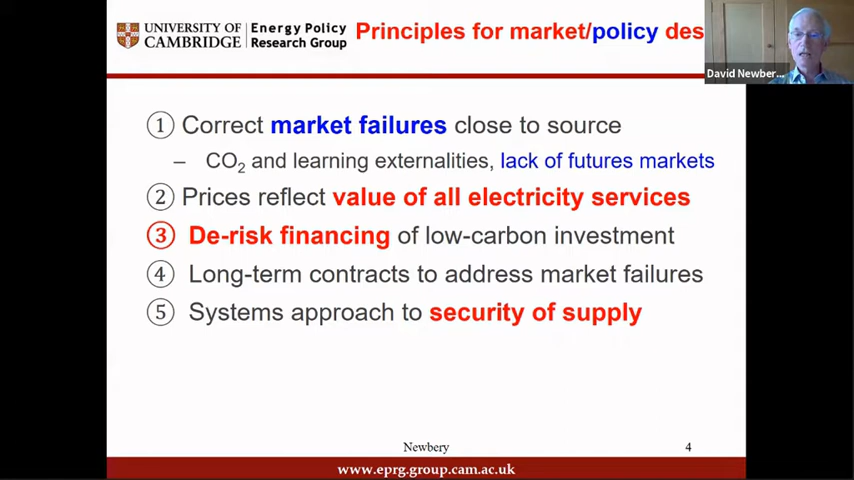 UNIVERSITY OF
CAMBRIDGE
Energy Policy
Research Group
Principles for market/policy des
David Newber...
① Correct market failures close to source
– CO₂ and learning externalities, lack of futures markets
② Prices reflect value of all electricity services
③ De-risk financing of low-carbon investment
④ Long-term contracts to address market failures
⑤ Systems approach to security of supply
Newbery
4
www.eprg.group.cam.ac.uk